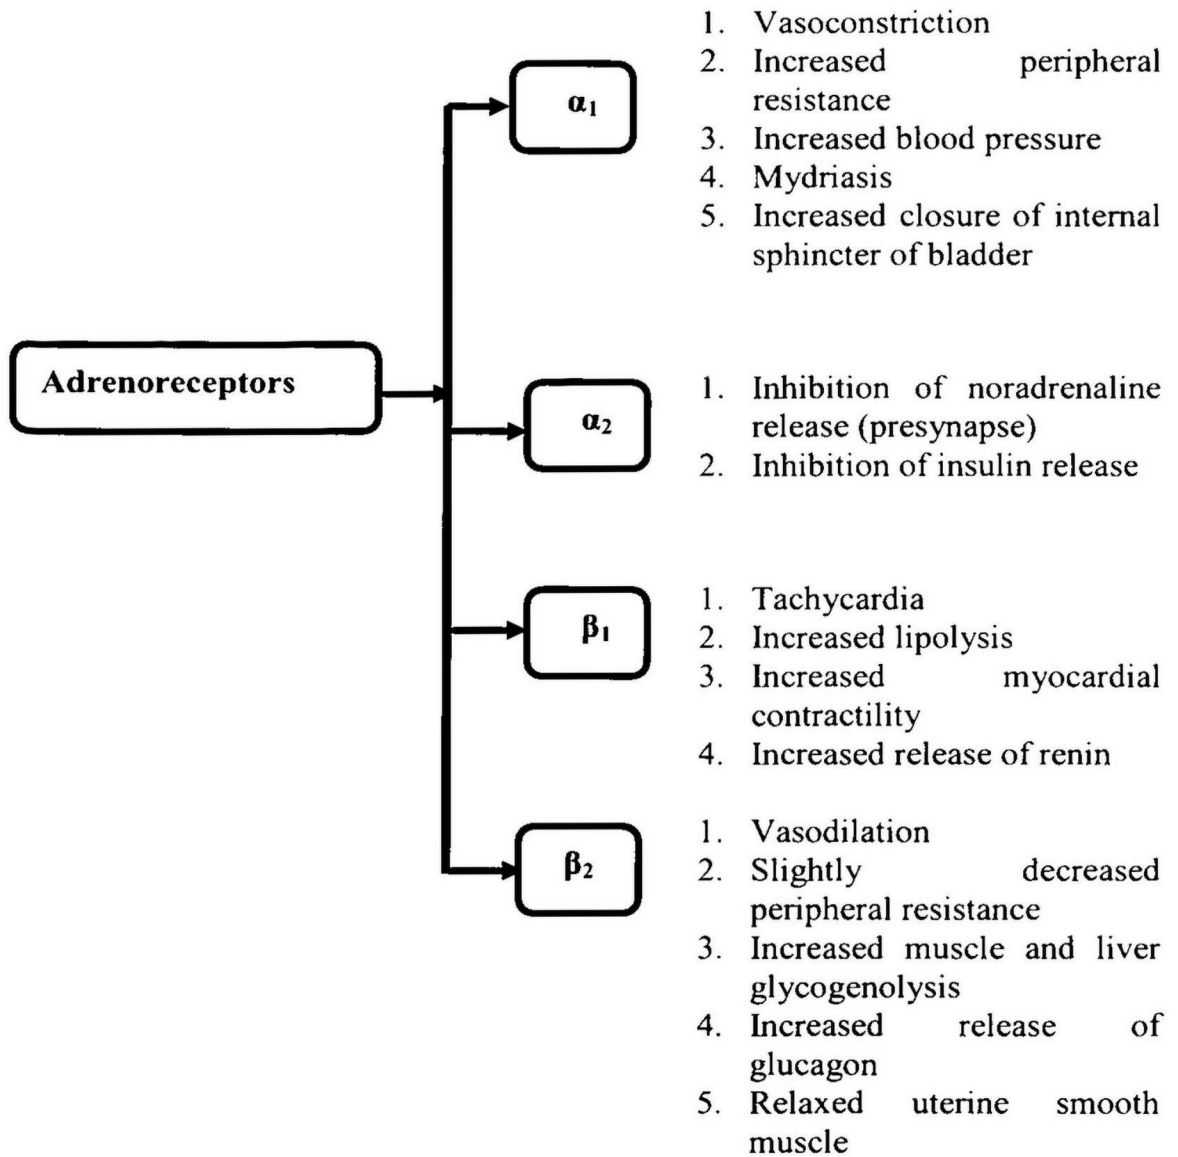 1. Vasoconstriction
2. Increased peripheral
resistance
3. Increased blood pressure
4. Mydriasis
5. Increased closure of internal
sphincter of bladder
α1
Adrenoreceptors
α2
1. Inhibition of noradrenaline
release (presynapse)
2. Inhibition of insulin release
β1
1. Tachycardia
2. Increased lipolysis
3. Increased myocardial
contractility
4. Increased release of renin
β2
1. Vasodilation
2. Slightly decreased
peripheral resistance
3. Increased muscle and liver
glycogenolysis
4. Increased release of
glucagon
5. Relaxed uterine smooth
muscle